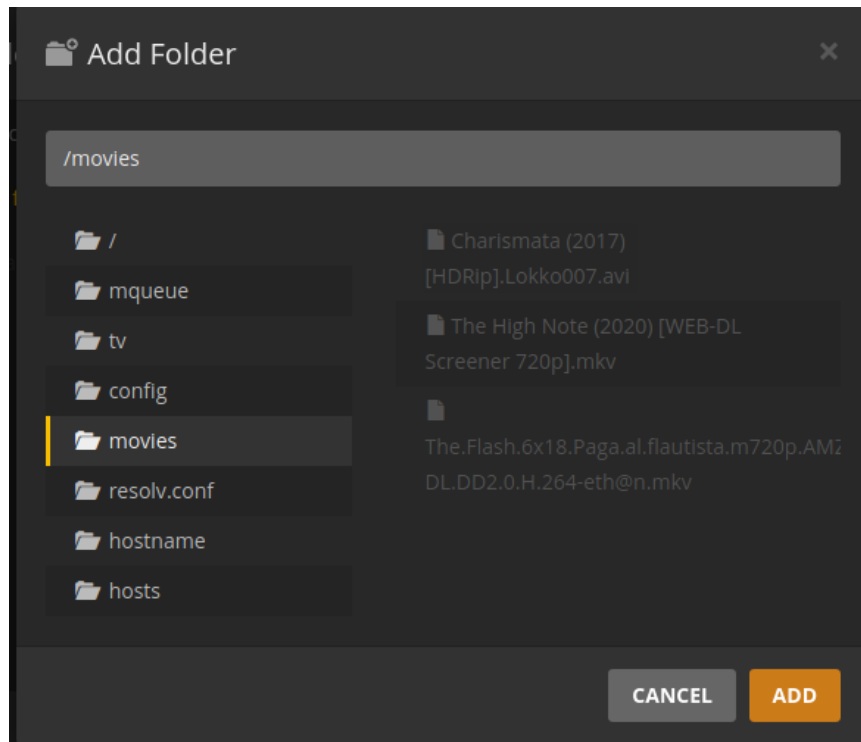 Add Folder
/movies
/
mqueue
tv
config
movies
resolv.conf
hostname
hosts
Charismata (2017)
[HDRip].Lokko007.avi
The High Note (2020) [WEB-DL
Screener 720p].mkv
The.Flash.6x18.Paga.al.flautista.m720p.AMZ
DL.DD2.0.H.264-eth@n.mkv
CANCEL
ADD